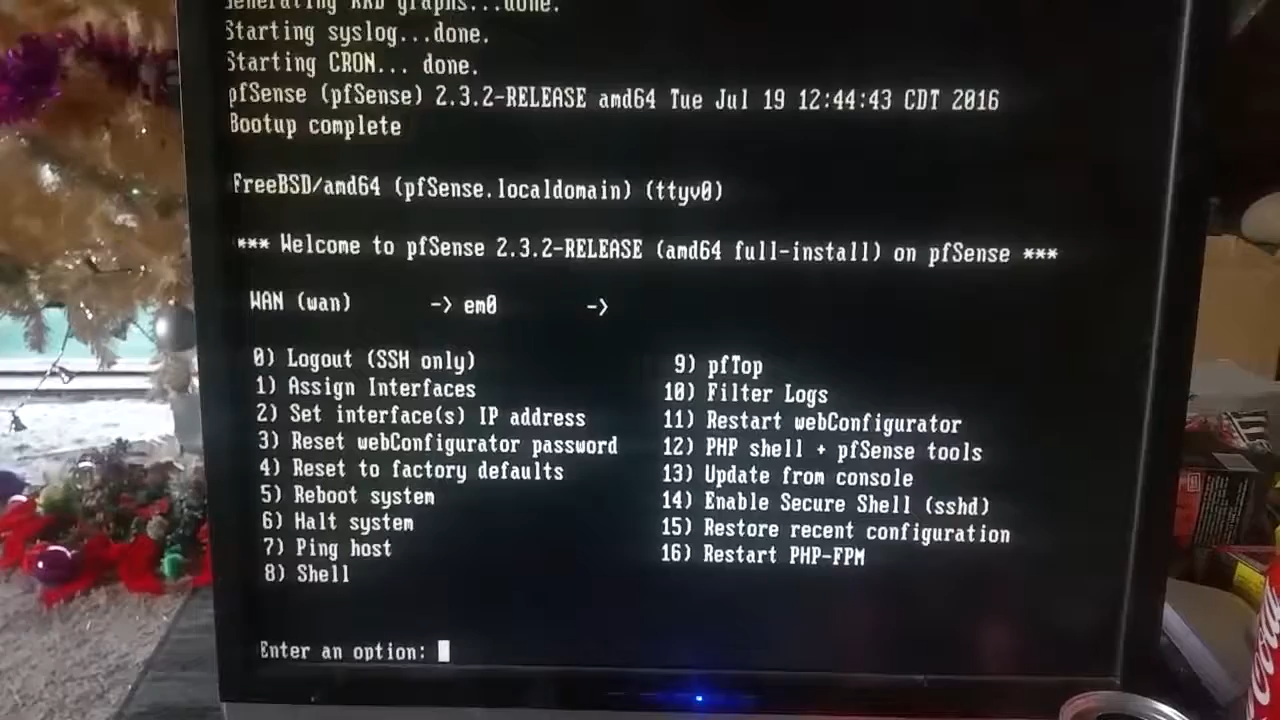 Generating RRD graphs...done.
Starting syslog...done.
Starting CRON... done.
pfSense (pfSense) 2.3.2-RELEASE amd64 Tue Jul 19 12:44:43 CDT 2016
Bootup complete
FreeBSD/amd64 (pfSense.localdomain) (ttyv0)
*** Welcome to pfSense 2.3.2-RELEASE (amd64 full-install) on pfSense ***
WAN (wan) -> em0 ->
0) Logout (SSH only) 9) pfTop
1) Assign Interfaces 10) Filter Logs
2) Set interface(s) IP address 11) Restart webConfigurator
3) Reset webConfigurator password 12) PHP shell + pfSense tools
4) Reset to factory defaults 13) Update from console
5) Reboot system 14) Enable Secure Shell (sshd)
6) Halt system 15) Restore recent configuration
7) Ping host 16) Restart PHP-FPM
8) Shell
Enter an option: